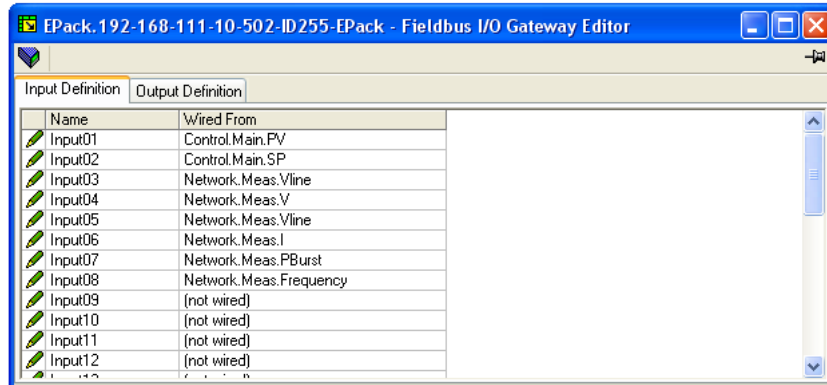 EPack.192-168-111-10-502-ID255-EPack - Fieldbus I/O Gateway Editor
Input Definition Output Definition
Name Wired From
Input01 Control.Main.PV
Input02 Control.Main.SP
Input03 Network.Meas.Vline
Input04 Network.Meas.V
Input05 Network.Meas.Vline
Input06 Network.Meas.I
Input07 Network.Meas.PBurst
Input08 Network.Meas.Frequency
Input09 (not wired)
Input10 (not wired)
Input11 (not wired)
Input12 (not wired)